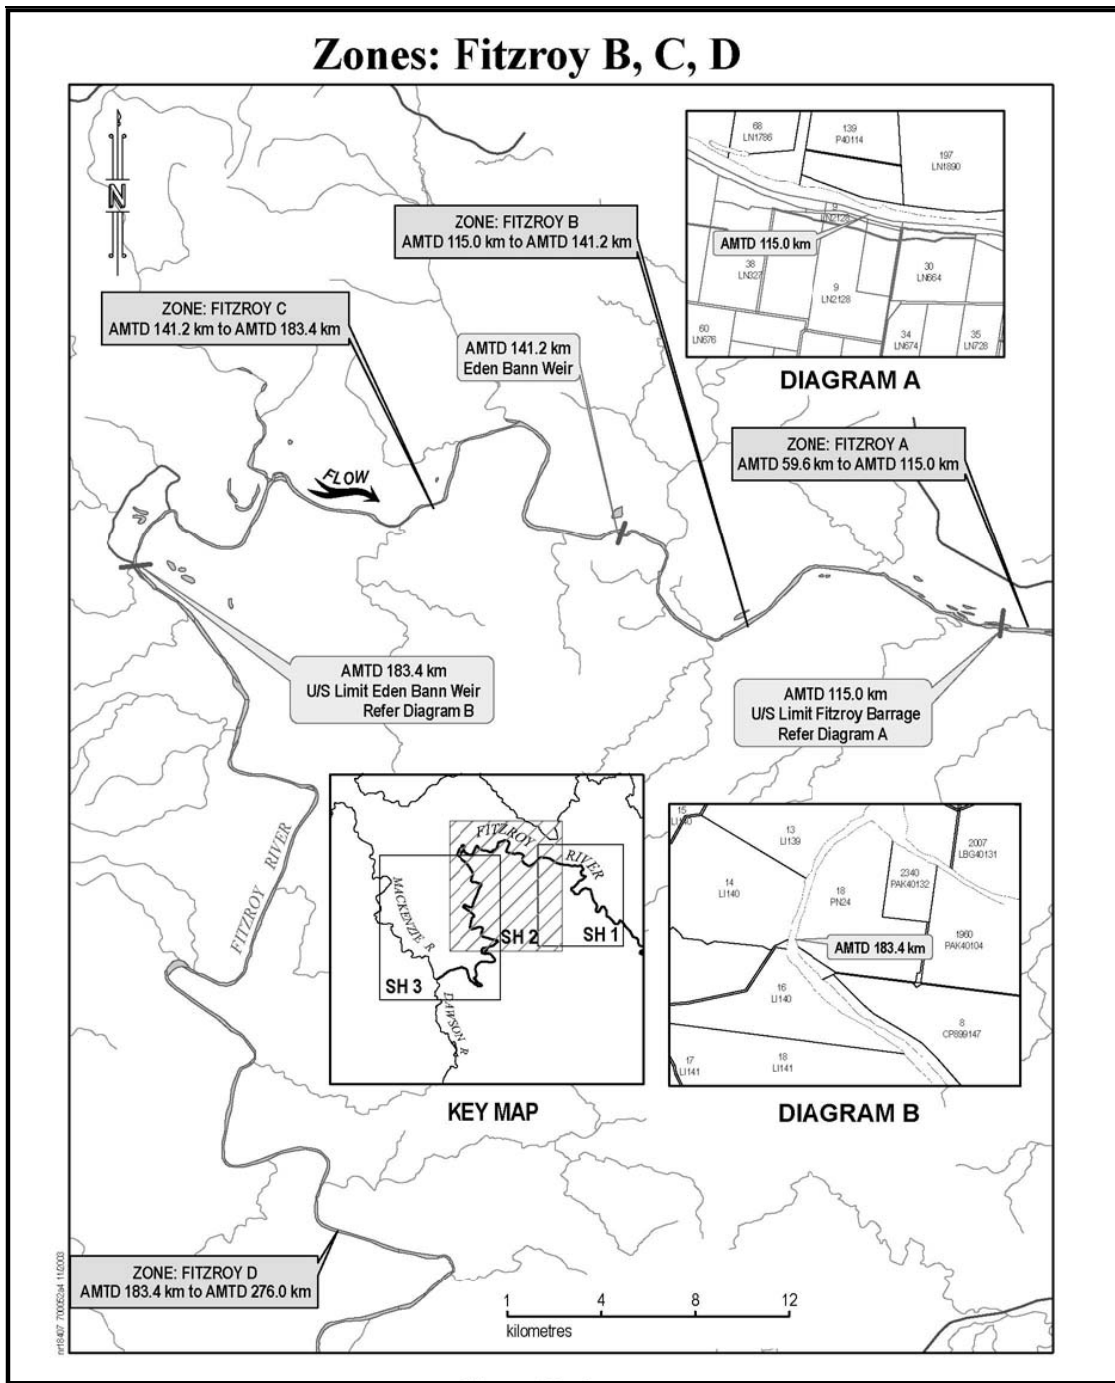 Zones: Fitzroy B, C, D
N
ZONE: FITZROY B
AMTD 115.0 km to AMTD 141.2 km
ZONE: FITZROY C
AMTD 141.2 km to AMTD 183.4 km
AMTD 141.2 km
Eden Bann Weir
68
LN1786
139
P40114
197
LN1890
9
LN2128
AMTD 115.0 km
38
LN327
30
LN664
9
LN2128
60
LN676
34
LN674
35
LN728
DIAGRAM A
ZONE: FITZROY A
AMTD 59.6 km to AMTD 115.0 km
FLOW
AMTD 183.4 km
U/S Limit Eden Bann Weir
Refer Diagram B
AMTD 115.0 km
U/S Limit Fitzroy Barrage
Refer Diagram A
FITZROY RIVER
FITZROY
RIVER
MACKENZIE R
SH 2
SH 1
SH 3
DAWSON R
KEY MAP
15
LI140
13
LI139
2007
LBG40131
14
LI140
2340
PAK40132
18
PN24
1960
PAK40104
AMTD 183.4 km
16
LI140
8
CP899147
17
LI141
18
LI141
DIAGRAM B
ZONE: FITZROY D
AMTD 183.4 km to AMTD 276.0 km
1 4 8 12
kilometres
11/2003